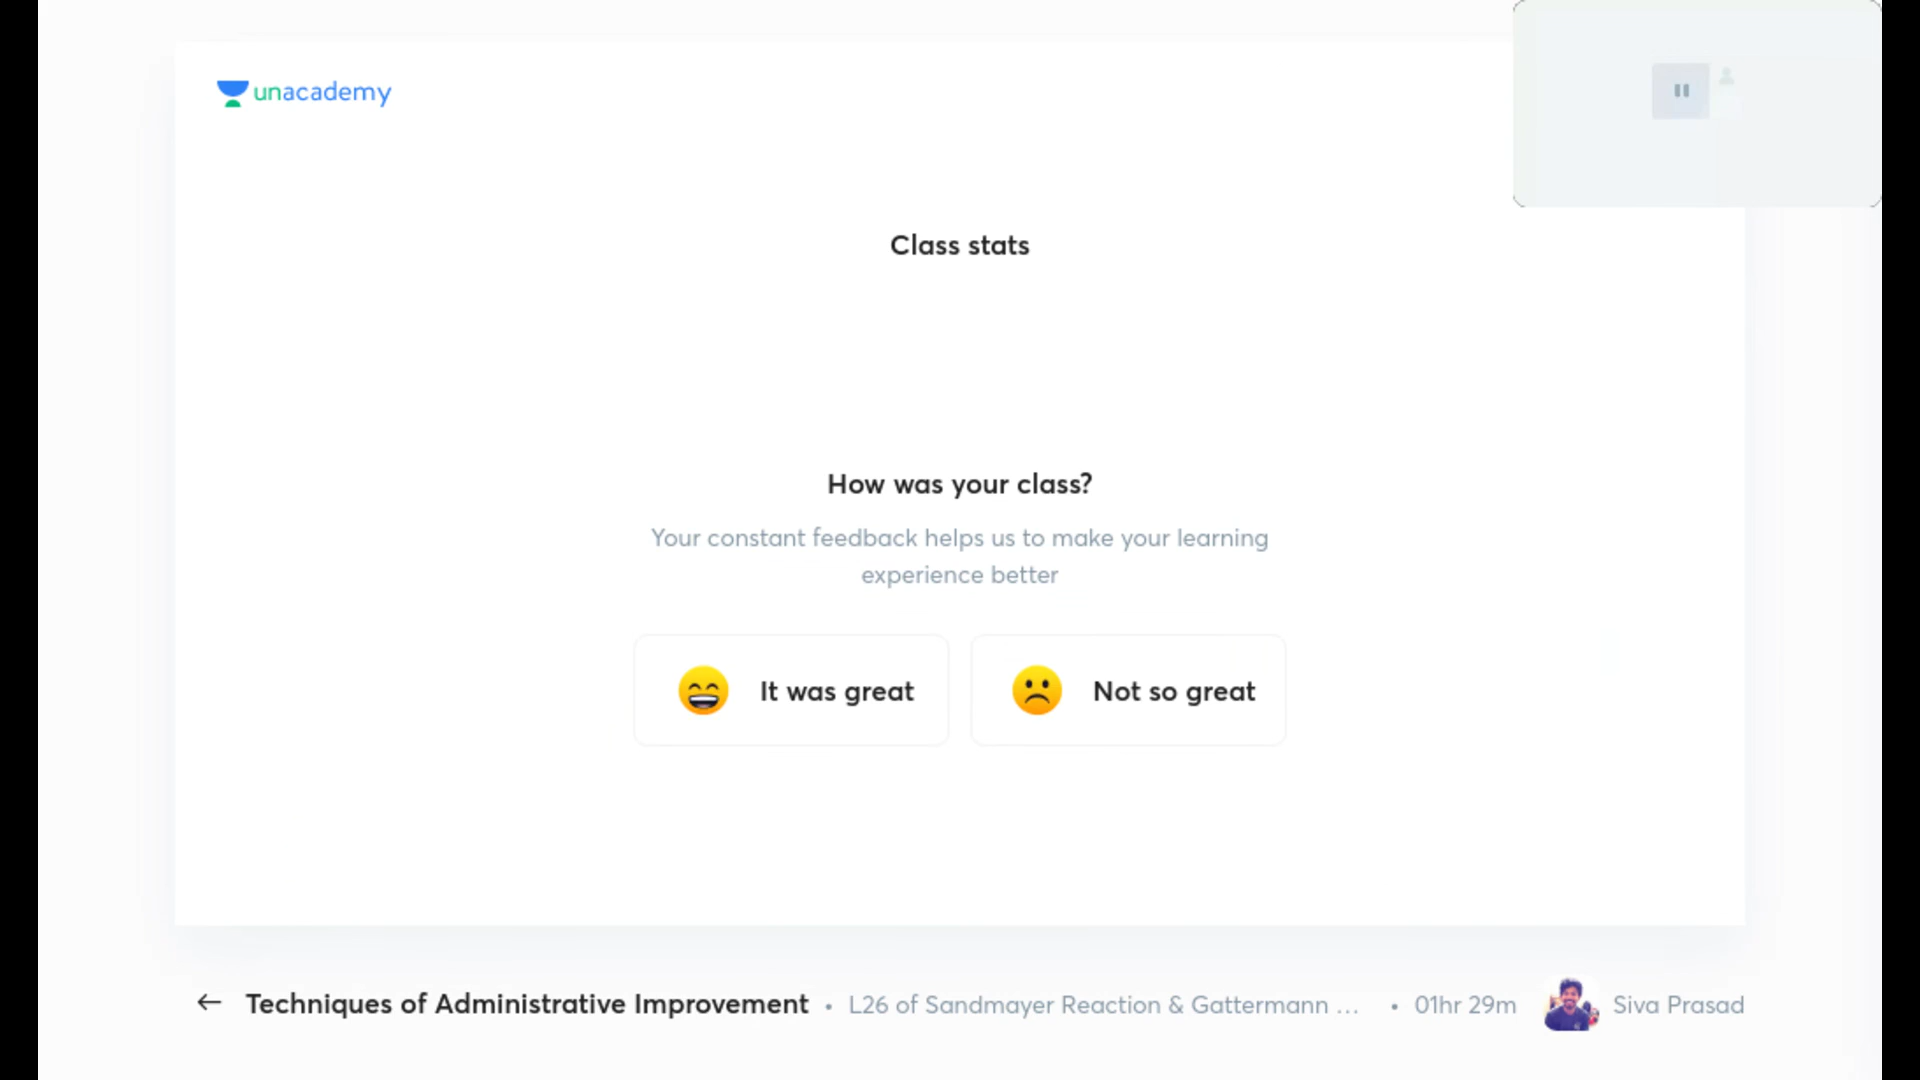 unacademy
Class stats
How was your class?
Your constant feedback helps us to make your learning
experience better
It was great
Not so great
Techniques of Administrative Improvement • L26 of Sandmayer Reaction & Gattermann ... • 01hr 29m Siva Prasad